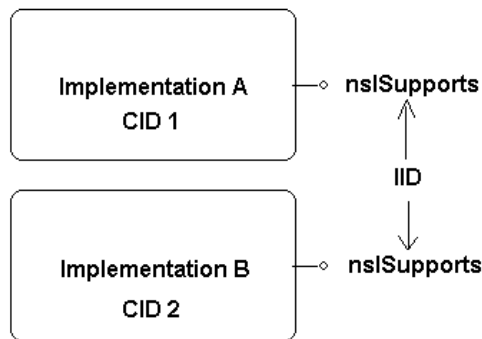 Implementation A
CID 1
nsISupports
IID
Implementation B
CID 2
nsISupports